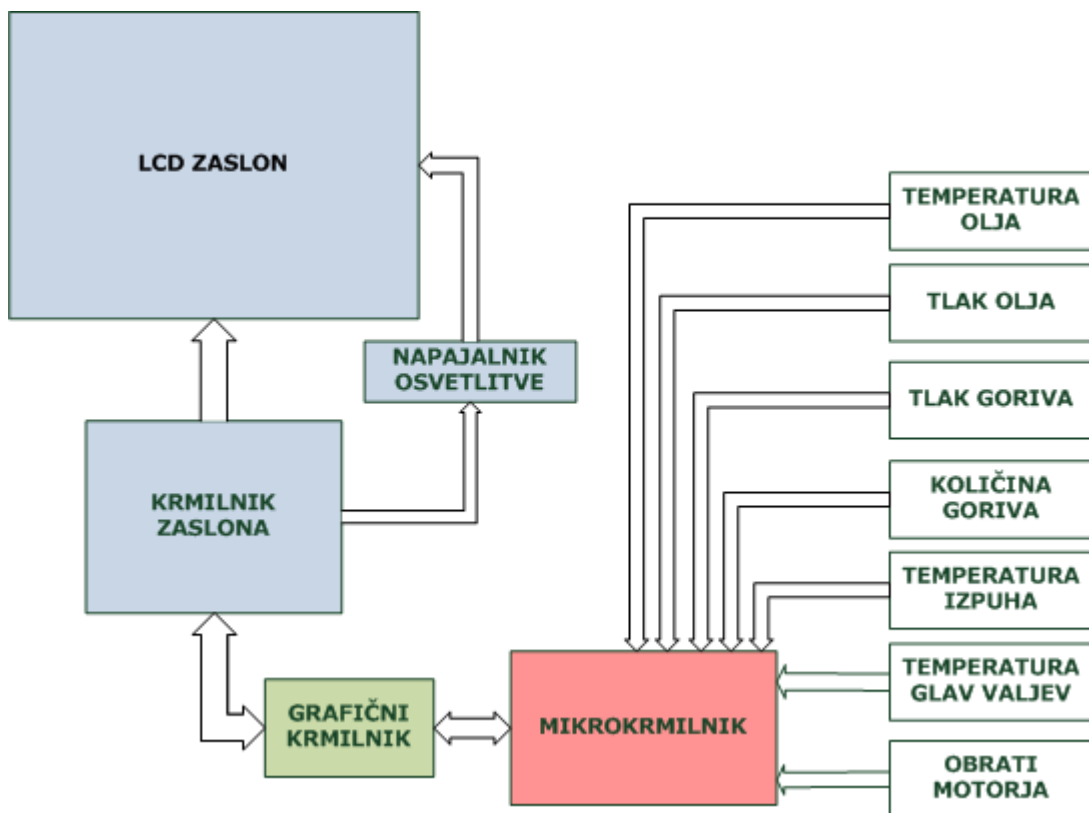 LCD ZASLON
TEMPERATURA
OLJA
TLAK OLJA
NAPAJALNIK
OSVETLITVE
TLAK GORIVA
KRMILNIK
ZASLONA
KOLIČINA
GORIVA
TEMPERATURA
IZPUHA
TEMPERATURA
GLAV VALJEV
GRAFIČNI
KRMILNIK
MIKROKRMILNIK
OBRATI
MOTORJA